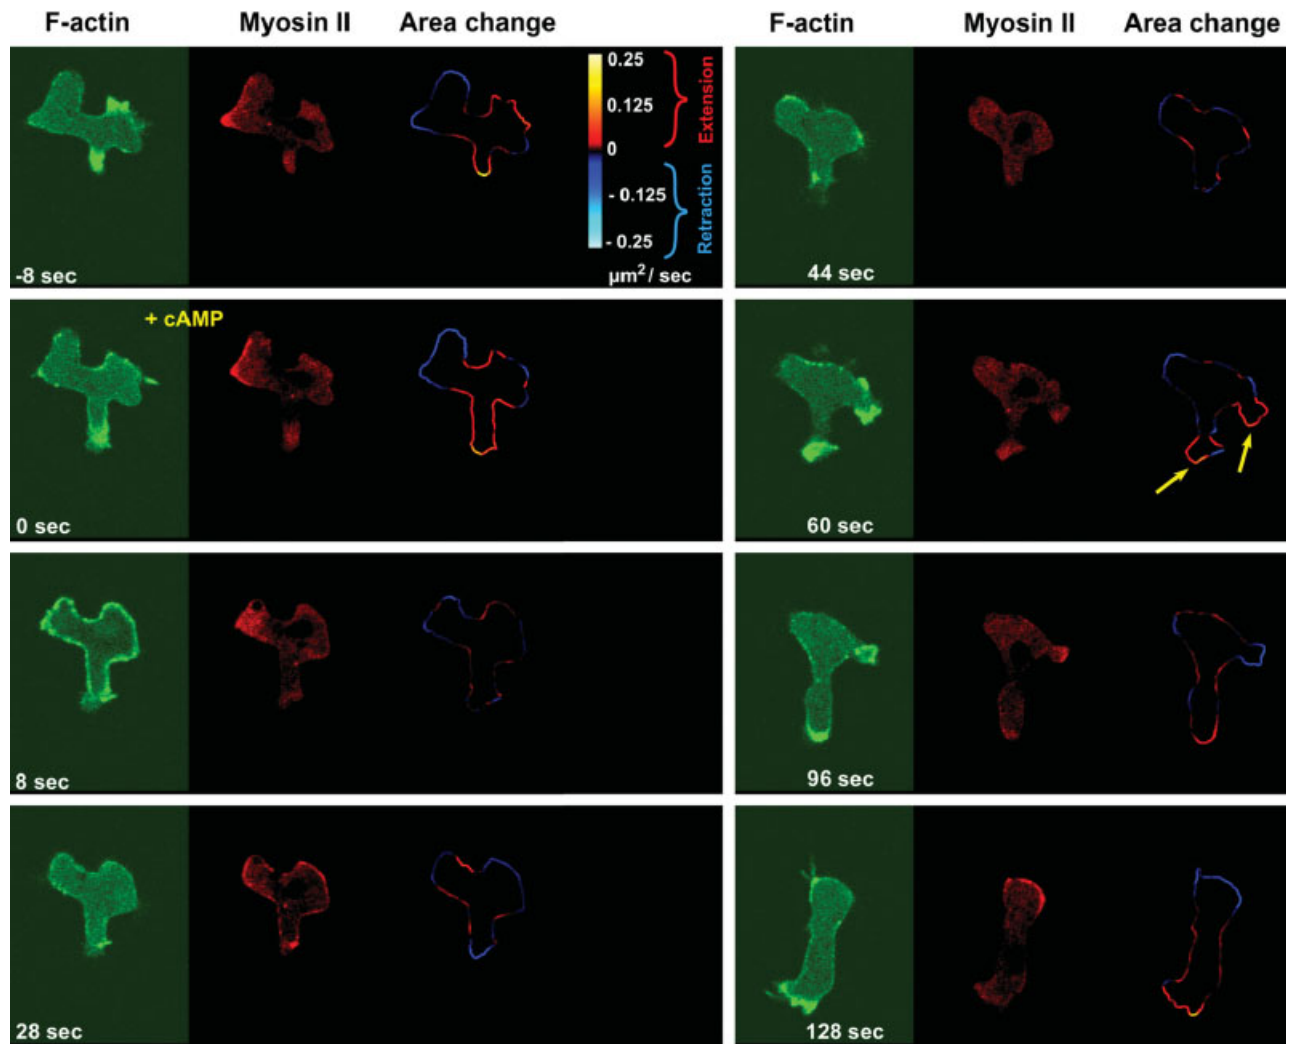 F-actin Myosin II Area change F-actin Myosin II Area change
0.25
0.125
0
- 0.125
- 0.25
Extension
Retraction
µm²/ sec
-8 sec
44 sec
+ cAMP
0 sec
60 sec
8 sec
96 sec
28 sec
128 sec